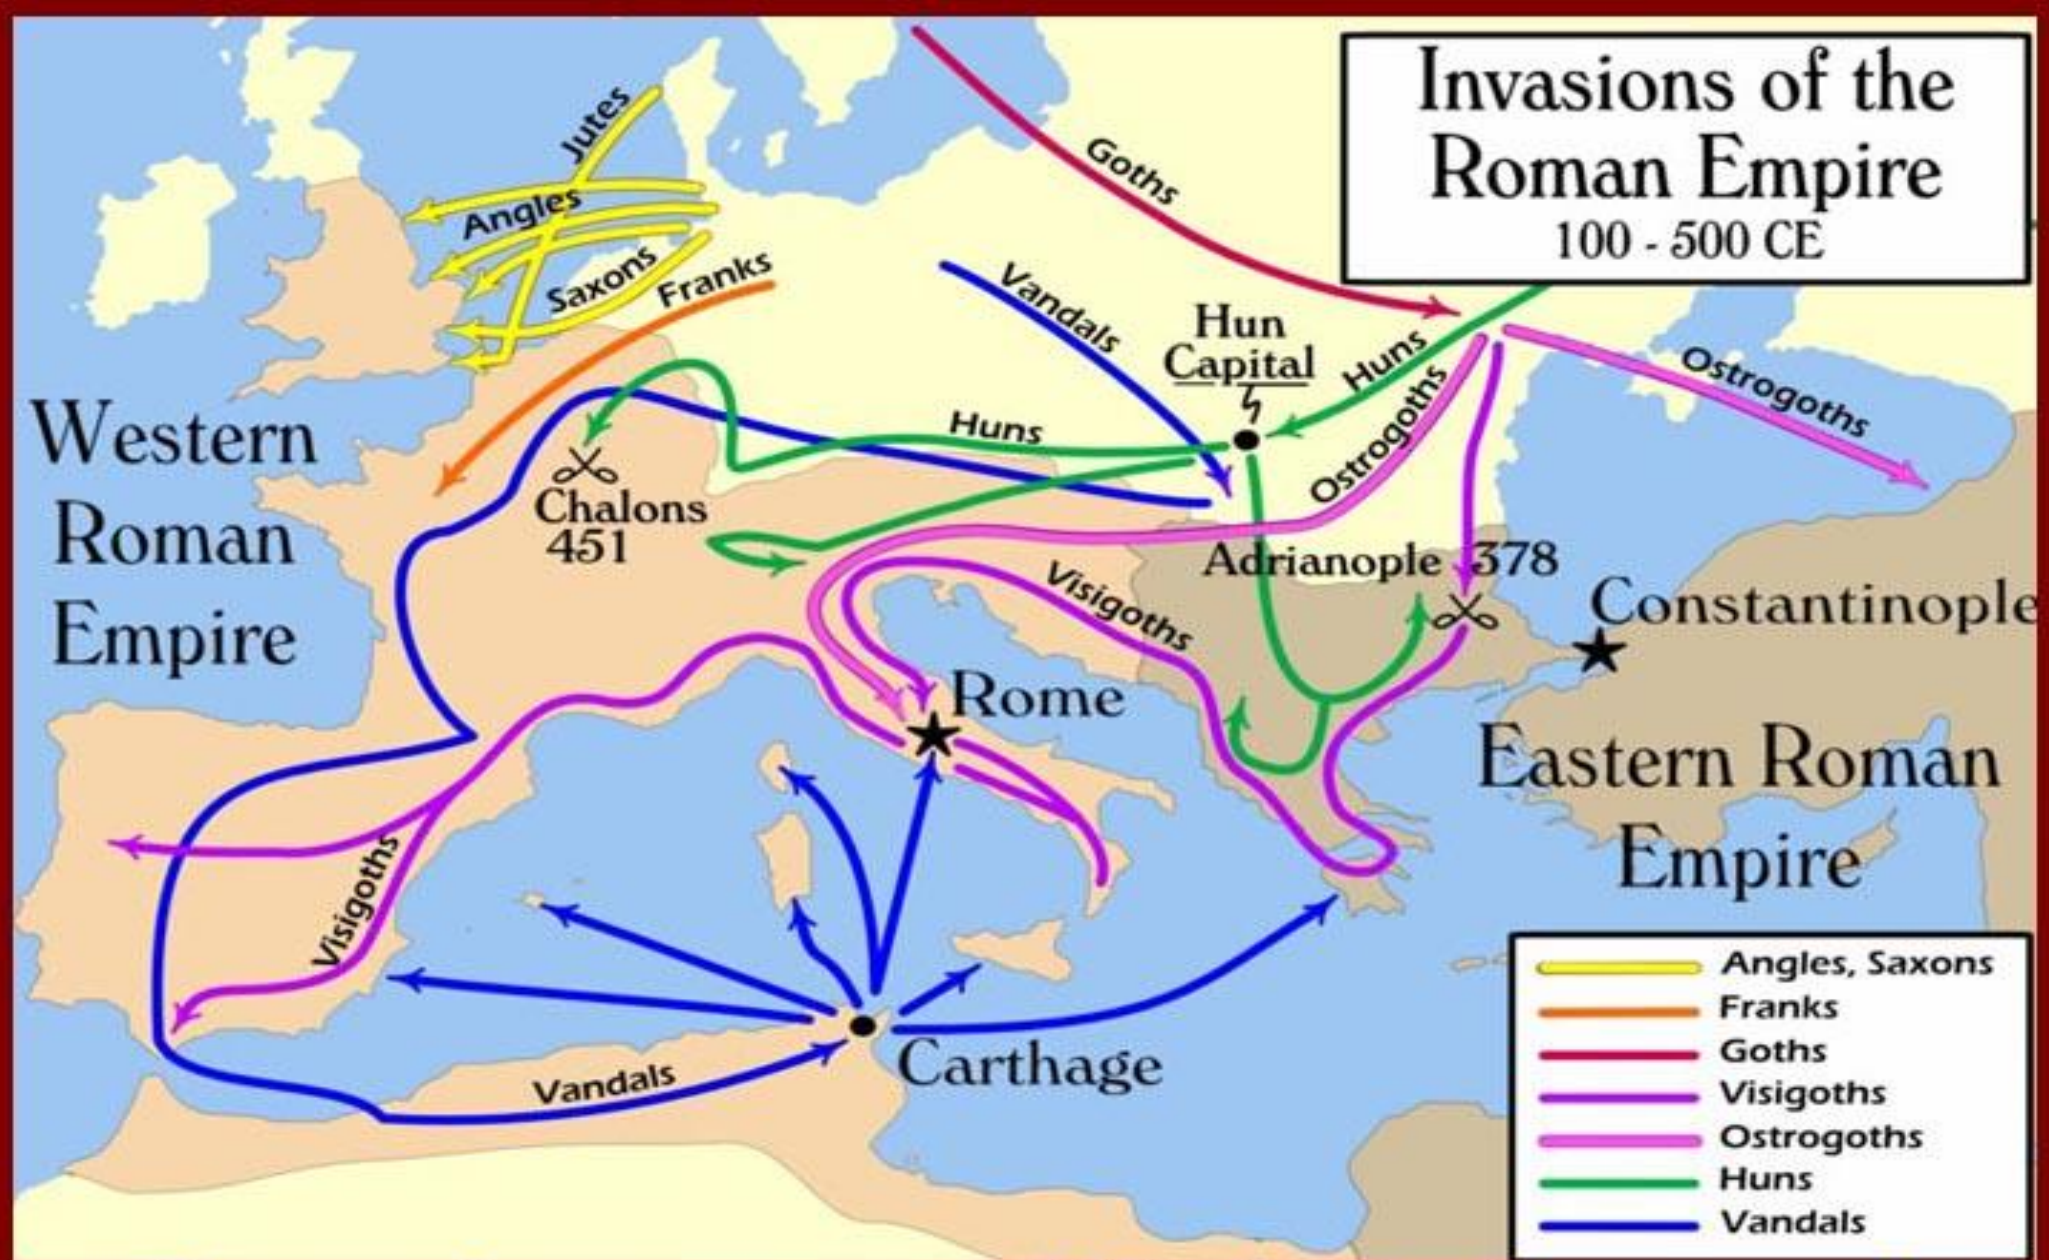 Invasions of the
Roman Empire
100 - 500 CE
Jutes
Angles
Saxons
Franks
Goths
Vandals
Hun
Capital
Huns
Ostrogoths
Ostrogoths
Huns
Western
Roman
Empire
Chalons
451
Adrianople 378
Constantinople
Visigoths
Rome
Eastern Roman
Empire
Visigoths
Vandals
Carthage
Angles, Saxons
Franks
Goths
Visigoths
Ostrogoths
Huns
Vandals